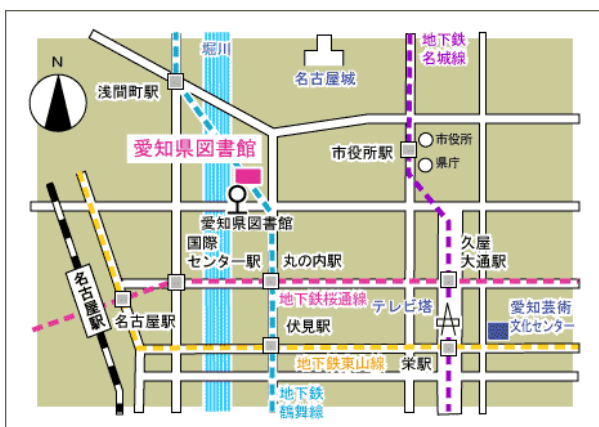 地下鉄
名城線
堀川
N
名古屋城
浅間町駅
市役所
愛知県図書館
市役所駅
県庁
愛知県図書館
国際
センター駅
丸の内駅
久屋
大通駅
名古屋駅
地下鉄桜通線
テレビ塔
愛知芸術
文化センター
名古屋駅
伏見駅
地下鉄東山線
栄駅
地下鉄
鶴舞線